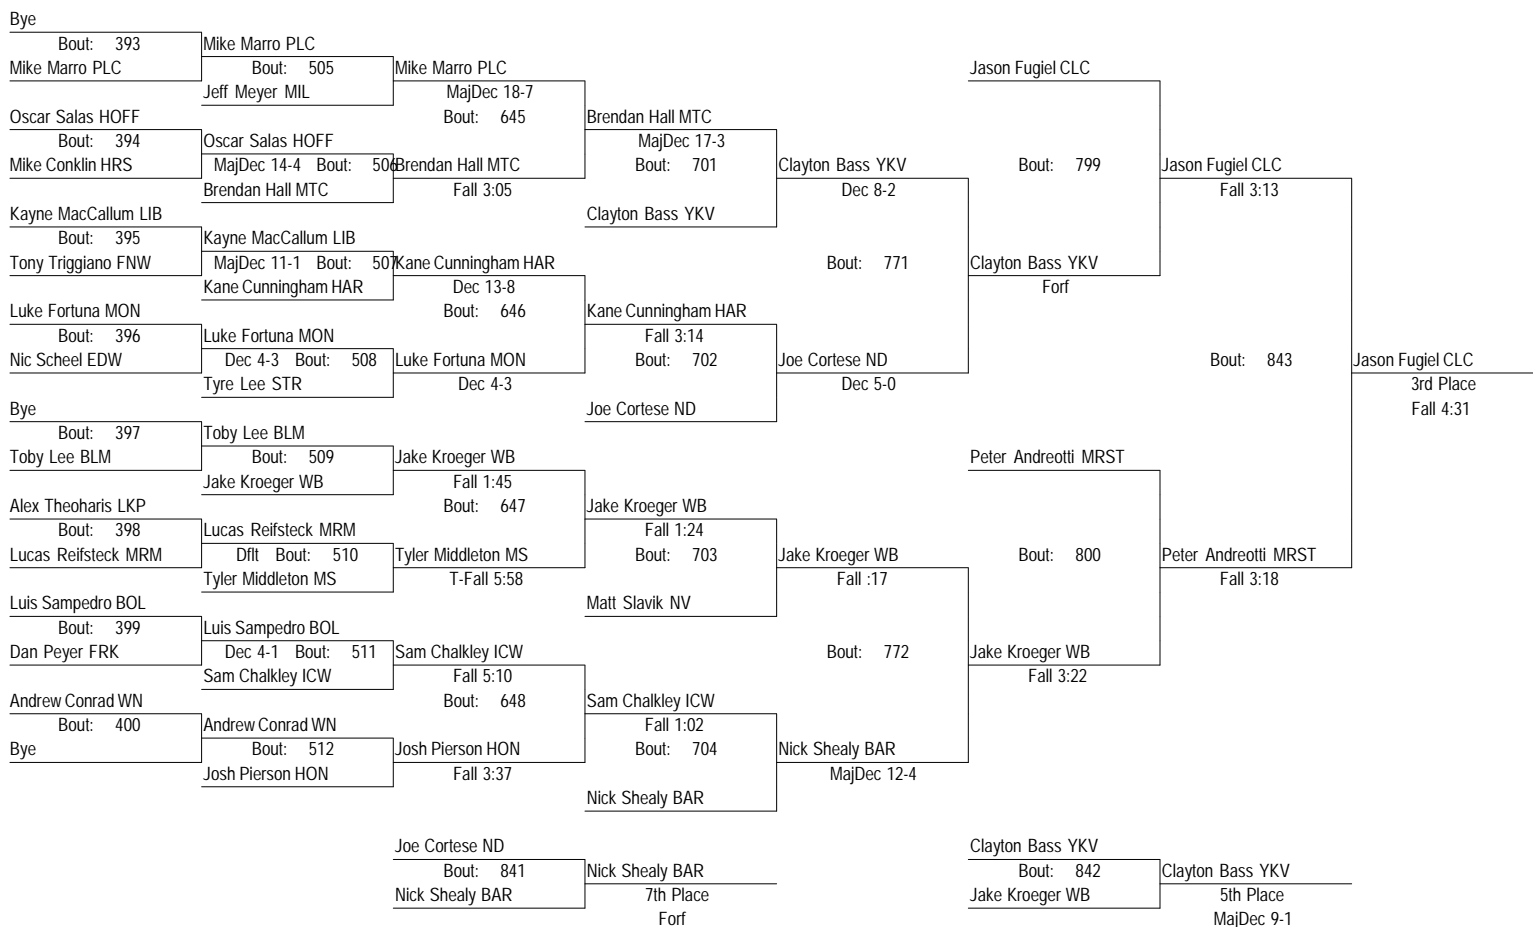 Bye
Bout: 393
Mike Marro PLC
Mike Marro PLC
Bout: 505
Mike Marro PLC
Jason Fugiel CLC
Jeff Meyer MIL
MajDec 18-7
Oscar Salas HOFF
Bout: 645
Brendan Hall MTC
Bout: 394
Oscar Salas HOFF
MajDec 17-3
Mike Conklin HRS
MajDec 14-4 Bout: 506
Brendan Hall MTC
Bout: 701
Clayton Bass YKV
Bout: 799
Jason Fugiel CLC
Brendan Hall MTC
Fall 3:05
Dec 8-2
Fall 3:13
Kayne MacCallum LIB
Clayton Bass YKV
Bout: 395
Kayne MacCallum LIB
Tony Triggiano FNW
MajDec 11-1 Bout: 507
Kane Cunningham HAR
Bout: 771
Clayton Bass YKV
Kane Cunningham HAR
Dec 13-8
Forf
Luke Fortuna MON
Bout: 646
Kane Cunningham HAR
Bout: 396
Luke Fortuna MON
Fall 3:14
Nic Scheel EDW
Dec 4-3 Bout: 508
Luke Fortuna MON
Bout: 702
Joe Cortese ND
Bout: 843
Jason Fugiel CLC
Tyre Lee STR
Dec 4-3
Dec 5-0
3rd Place
Bye
Joe Cortese ND
Fall 4:31
Bout: 397
Toby Lee BLM
Toby Lee BLM
Bout: 509
Jake Kroeger WB
Peter Andreotti MRST
Jake Kroeger WB
Fall 1:45
Alex Theoharis LKP
Bout: 647
Jake Kroeger WB
Bout: 398
Lucas Reifsteck MRM
Fall 1:24
Lucas Reifsteck MRM
Dflt Bout: 510
Tyler Middleton MS
Bout: 703
Jake Kroeger WB
Bout: 800
Peter Andreotti MRST
Tyler Middleton MS
T-Fall 5:58
Fall :17
Fall 3:18
Luis Sampedro BOL
Matt Slavik NV
Bout: 399
Luis Sampedro BOL
Dan Peyer FRK
Dec 4-1 Bout: 511
Sam Chalkley ICW
Bout: 772
Jake Kroeger WB
Sam Chalkley ICW
Fall 5:10
Fall 3:22
Andrew Conrad WN
Bout: 648
Sam Chalkley ICW
Bout: 400
Andrew Conrad WN
Fall 1:02
Bye
Bout: 512
Josh Pierson HON
Bout: 704
Nick Shealy BAR
Josh Pierson HON
Fall 3:37
MajDec 12-4
Nick Shealy BAR
Joe Cortese ND
Clayton Bass YKV
Bout: 841
Nick Shealy BAR
Bout: 842
Clayton Bass YKV
Nick Shealy BAR
7th Place
Jake Kroeger WB
5th Place
Forf
MajDec 9-1